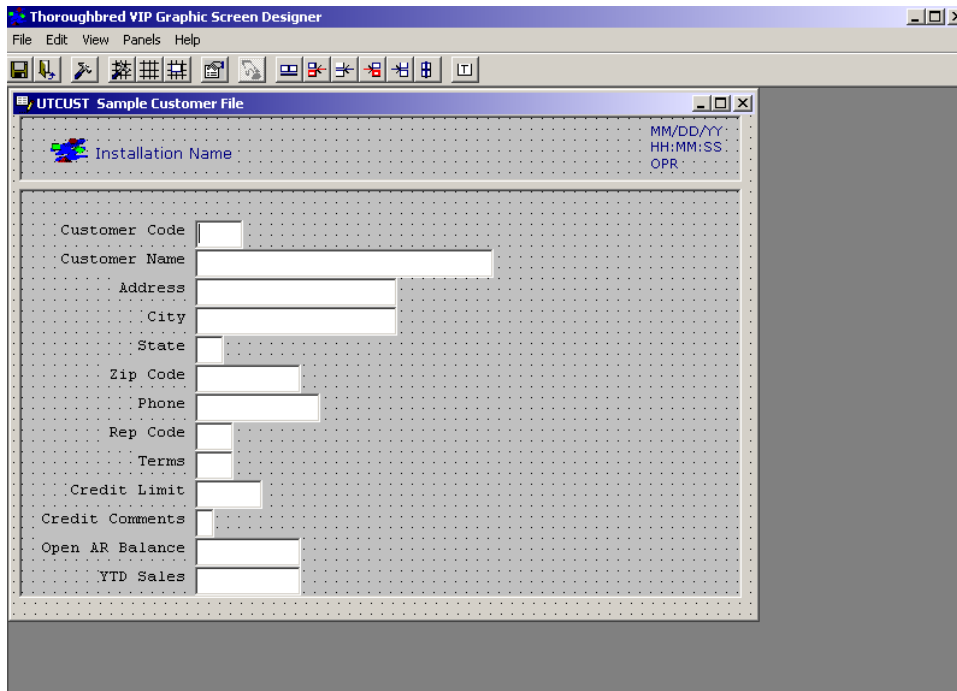 Thoroughbred VIP Graphic Screen Designer
File Edit View Panels Help
T
UTCUST Sample Customer File
MM/DD/YY
HH:MM:SS
Installation Name
OPR
Customer Code
Customer Name
Address
City
State
Zip Code
Phone
Rep Code
Terms
Credit Limit
Credit Comments
Open AR Balance
YTD Sales